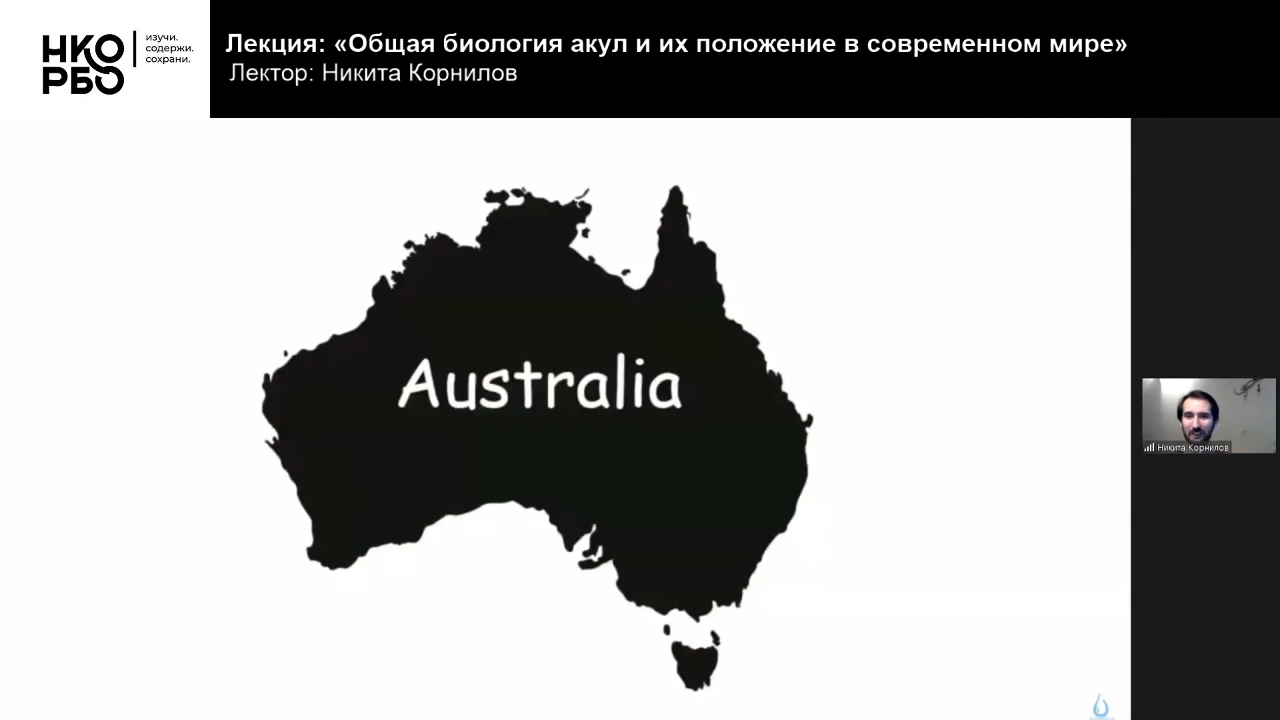 НКО
РБО
изучи.
содержи.
сохрани.
Лекция: «Общая биология акул и их положение в современном мире»
Лектор: Никита Корнилов
Australia
Никита Корнилов